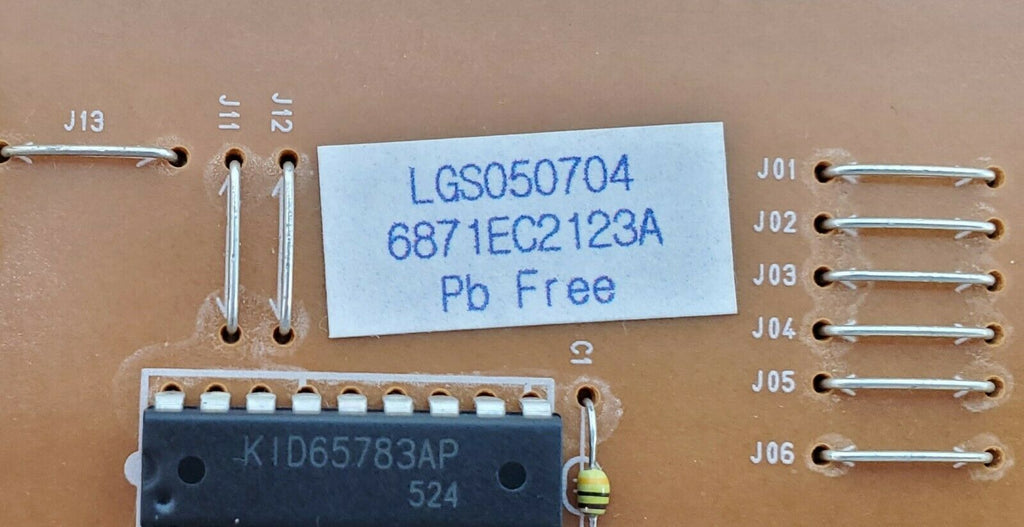 J13
J11
J12
LGS050704
6871EC2123A
Pb Free
J01
J02
J03
J04
J05
J06
C1
KID65783AP
524